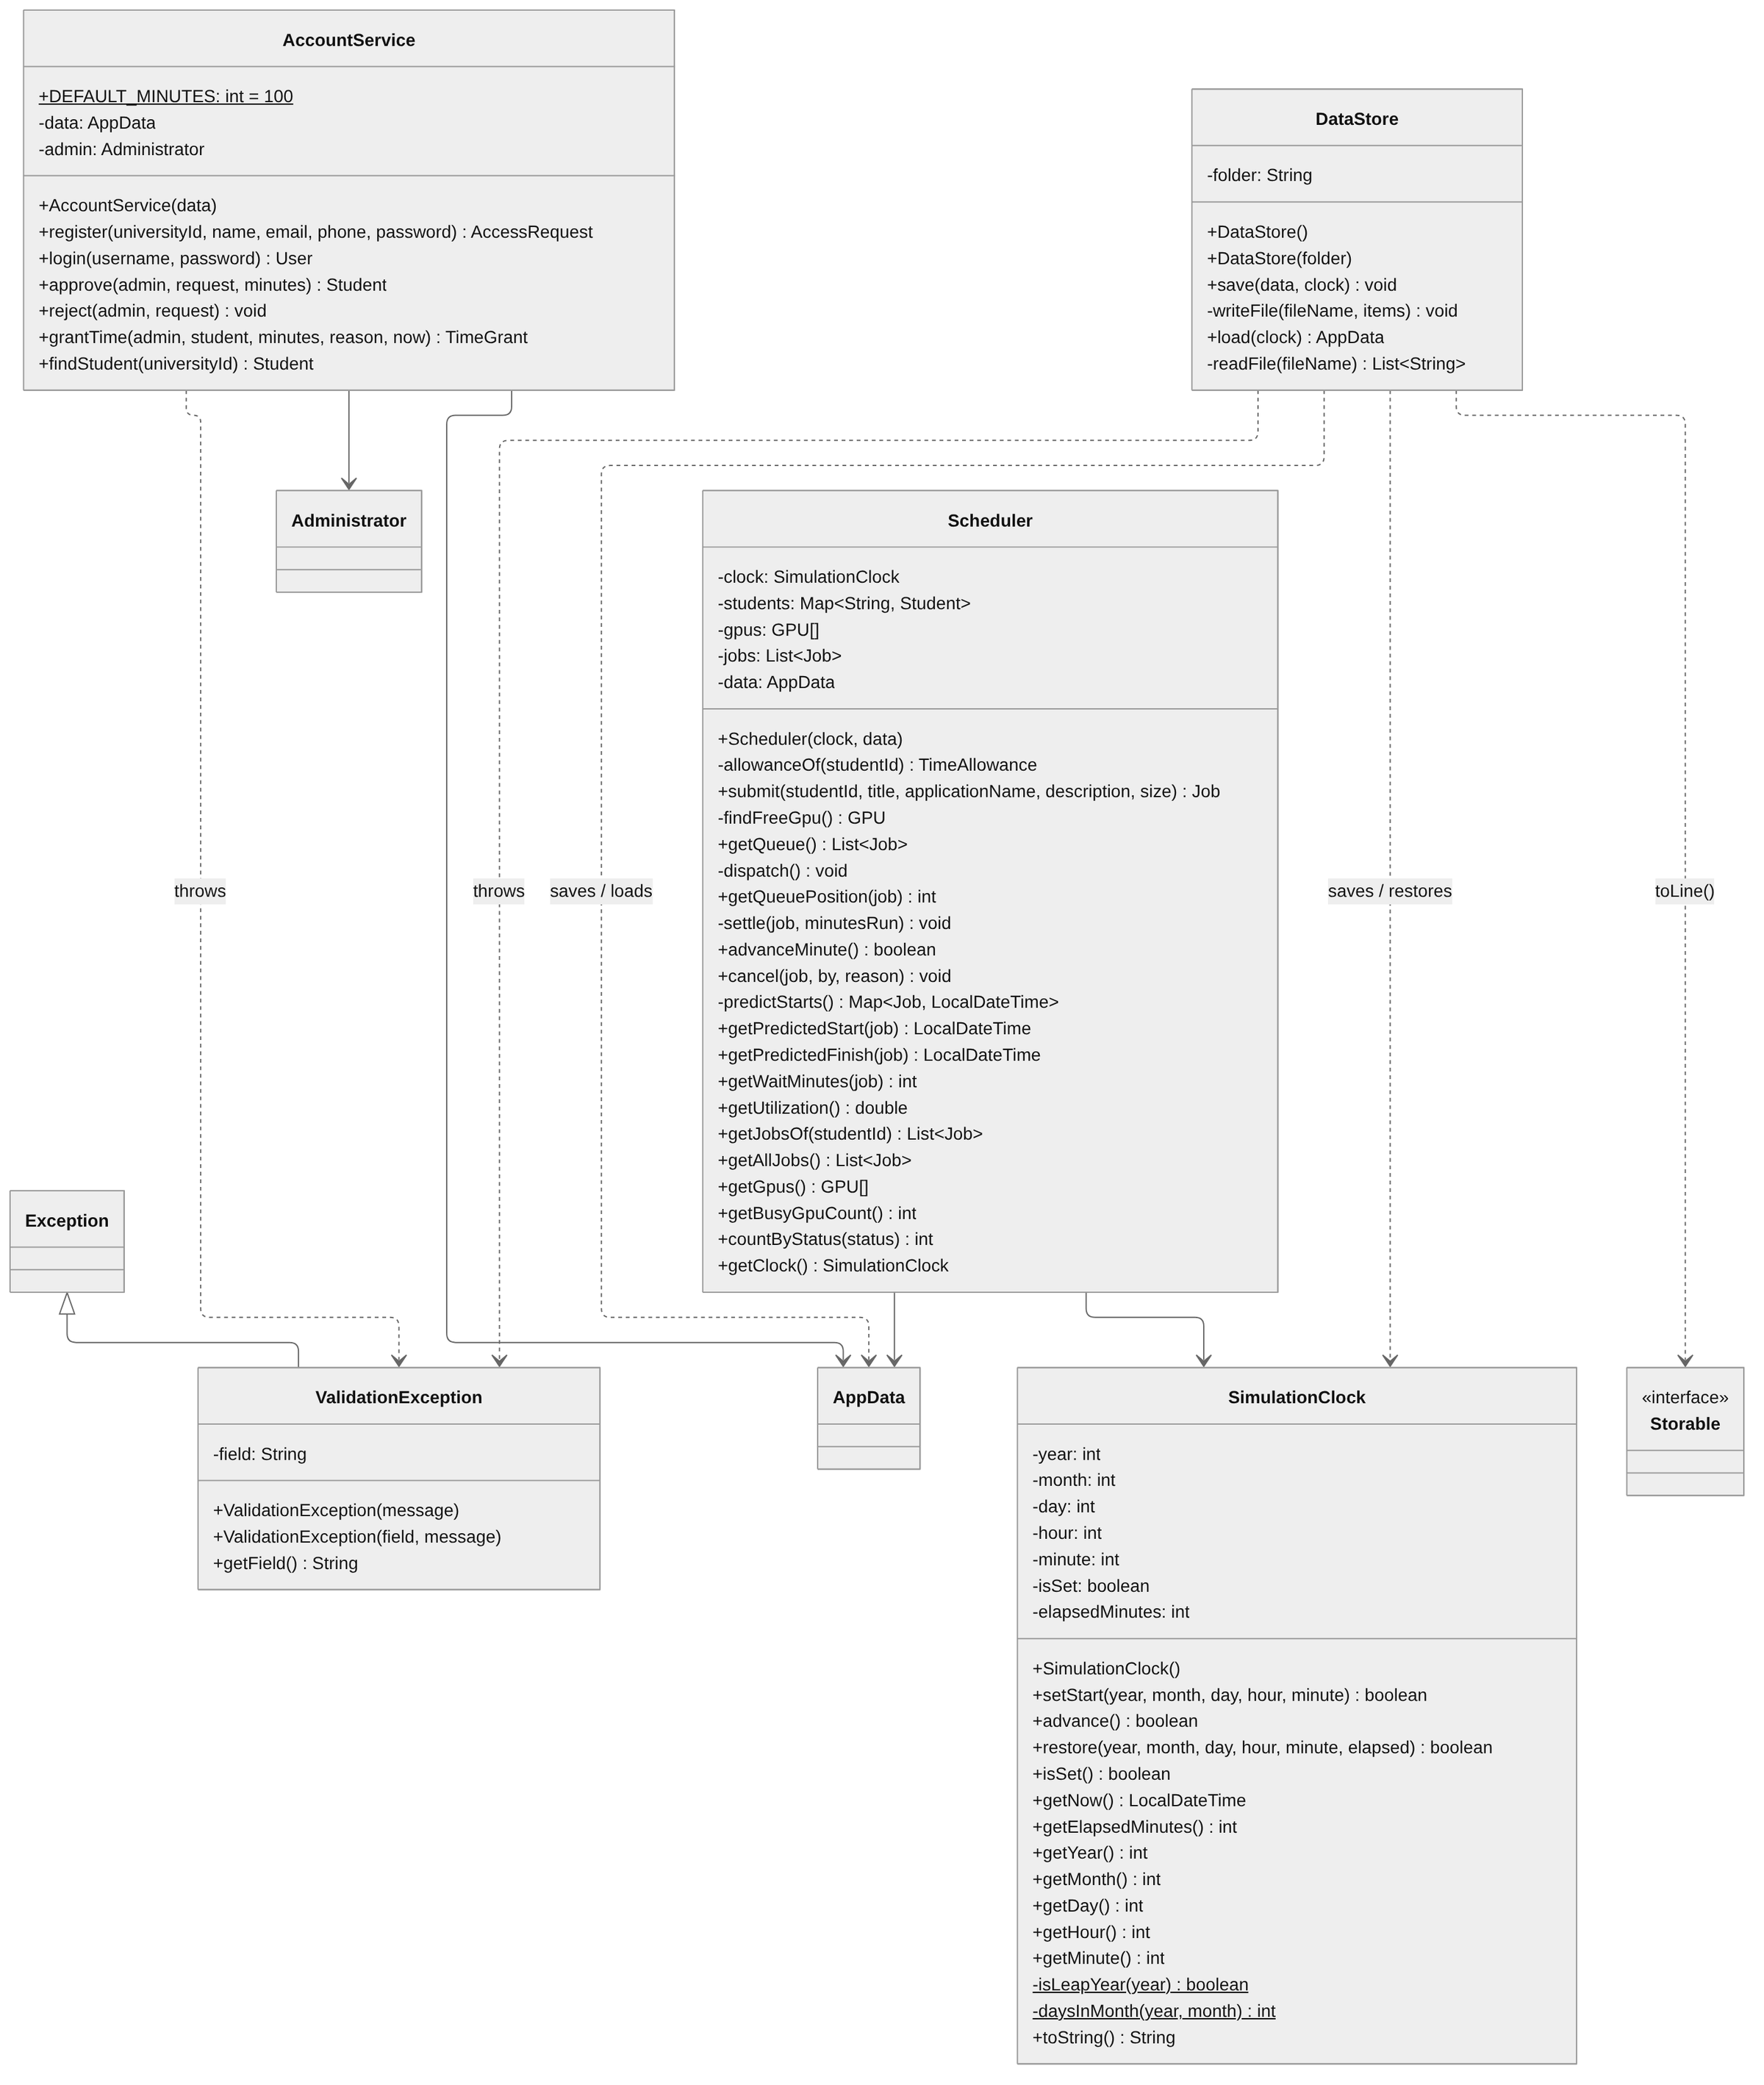 AccountService
+DEFAULT_MINUTES: int = 100
-data: AppData
-admin: Administrator
+AccountService(data)
+register(universityId, name, email, phone, password) : AccessRequest
+login(username, password) : User
+approve(admin, request, minutes) : Student
+reject(admin, request) : void
+grantTime(admin, student, minutes, reason, now) : TimeGrant
+findStudent(universityId) : Student
DataStore
-folder: String
+DataStore()
+DataStore(folder)
+save(data, clock) : void
-writeFile(fileName, items) : void
+load(clock) : AppData
-readFile(fileName) : List<String>
Administrator
Scheduler
-clock: SimulationClock
-students: Map<String, Student>
-gpus: GPU[]
-jobs: List<Job>
-data: AppData
+Scheduler(clock, data)
-allowanceOf(studentId) : TimeAllowance
+submit(studentId, title, applicationName, description, size) : Job
-findFreeGpu() : GPU
+getQueue() : List<Job>
-dispatch() : void
+getQueuePosition(job) : int
-settle(job, minutesRun) : void
+advanceMinute() : boolean
+cancel(job, by, reason) : void
-predictStarts() : Map<Job, LocalDateTime>
+getPredictedStart(job) : LocalDateTime
+getPredictedFinish(job) : LocalDateTime
+getWaitMinutes(job) : int
+getUtilization() : double
+getJobsOf(studentId) : List<Job>
+getAllJobs() : List<Job>
+getGpus() : GPU[]
+getBusyGpuCount() : int
+countByStatus(status) : int
+getClock() : SimulationClock
throws
throws
saves / loads
saves / restores
toLine()
Exception
ValidationException
-field: String
+ValidationException(message)
+ValidationException(field, message)
+getField() : String
AppData
SimulationClock
-year: int
-month: int
-day: int
-hour: int
-minute: int
-isSet: boolean
-elapsedMinutes: int
+SimulationClock()
+setStart(year, month, day, hour, minute) : boolean
+advance() : boolean
+restore(year, month, day, hour, minute, elapsed) : boolean
+isSet() : boolean
+getNow() : LocalDateTime
+getElapsedMinutes() : int
+getYear() : int
+getMonth() : int
+getDay() : int
+getHour() : int
+getMinute() : int
-isLeapYear(year) : boolean
-daysInMonth(year, month) : int
+toString() : String
«interface»
Storable